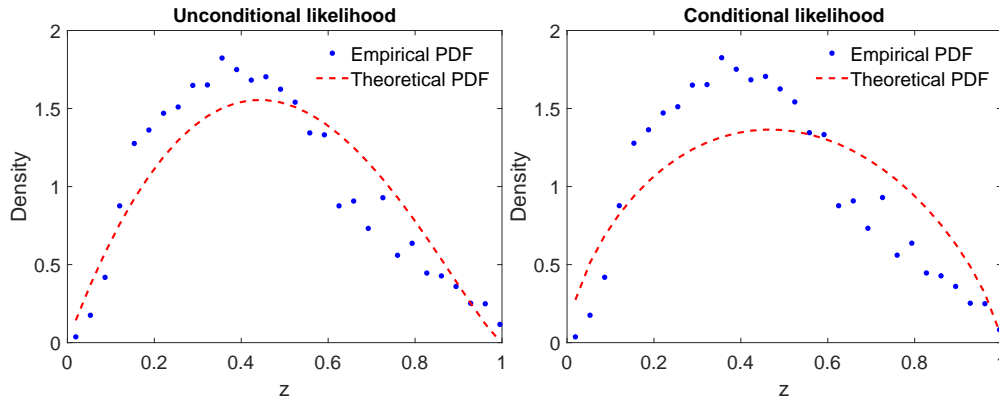 Unconditional likelihood
2
1.5
1
0.5
0
Density
0 0.2 0.4 0.6 0.8 1
z
Empirical PDF
Theoretical PDF
Conditional likelihood
2
1.5
1
0.5
0
Density
0 0.2 0.4 0.6 0.8 1
z
Empirical PDF
Theoretical PDF